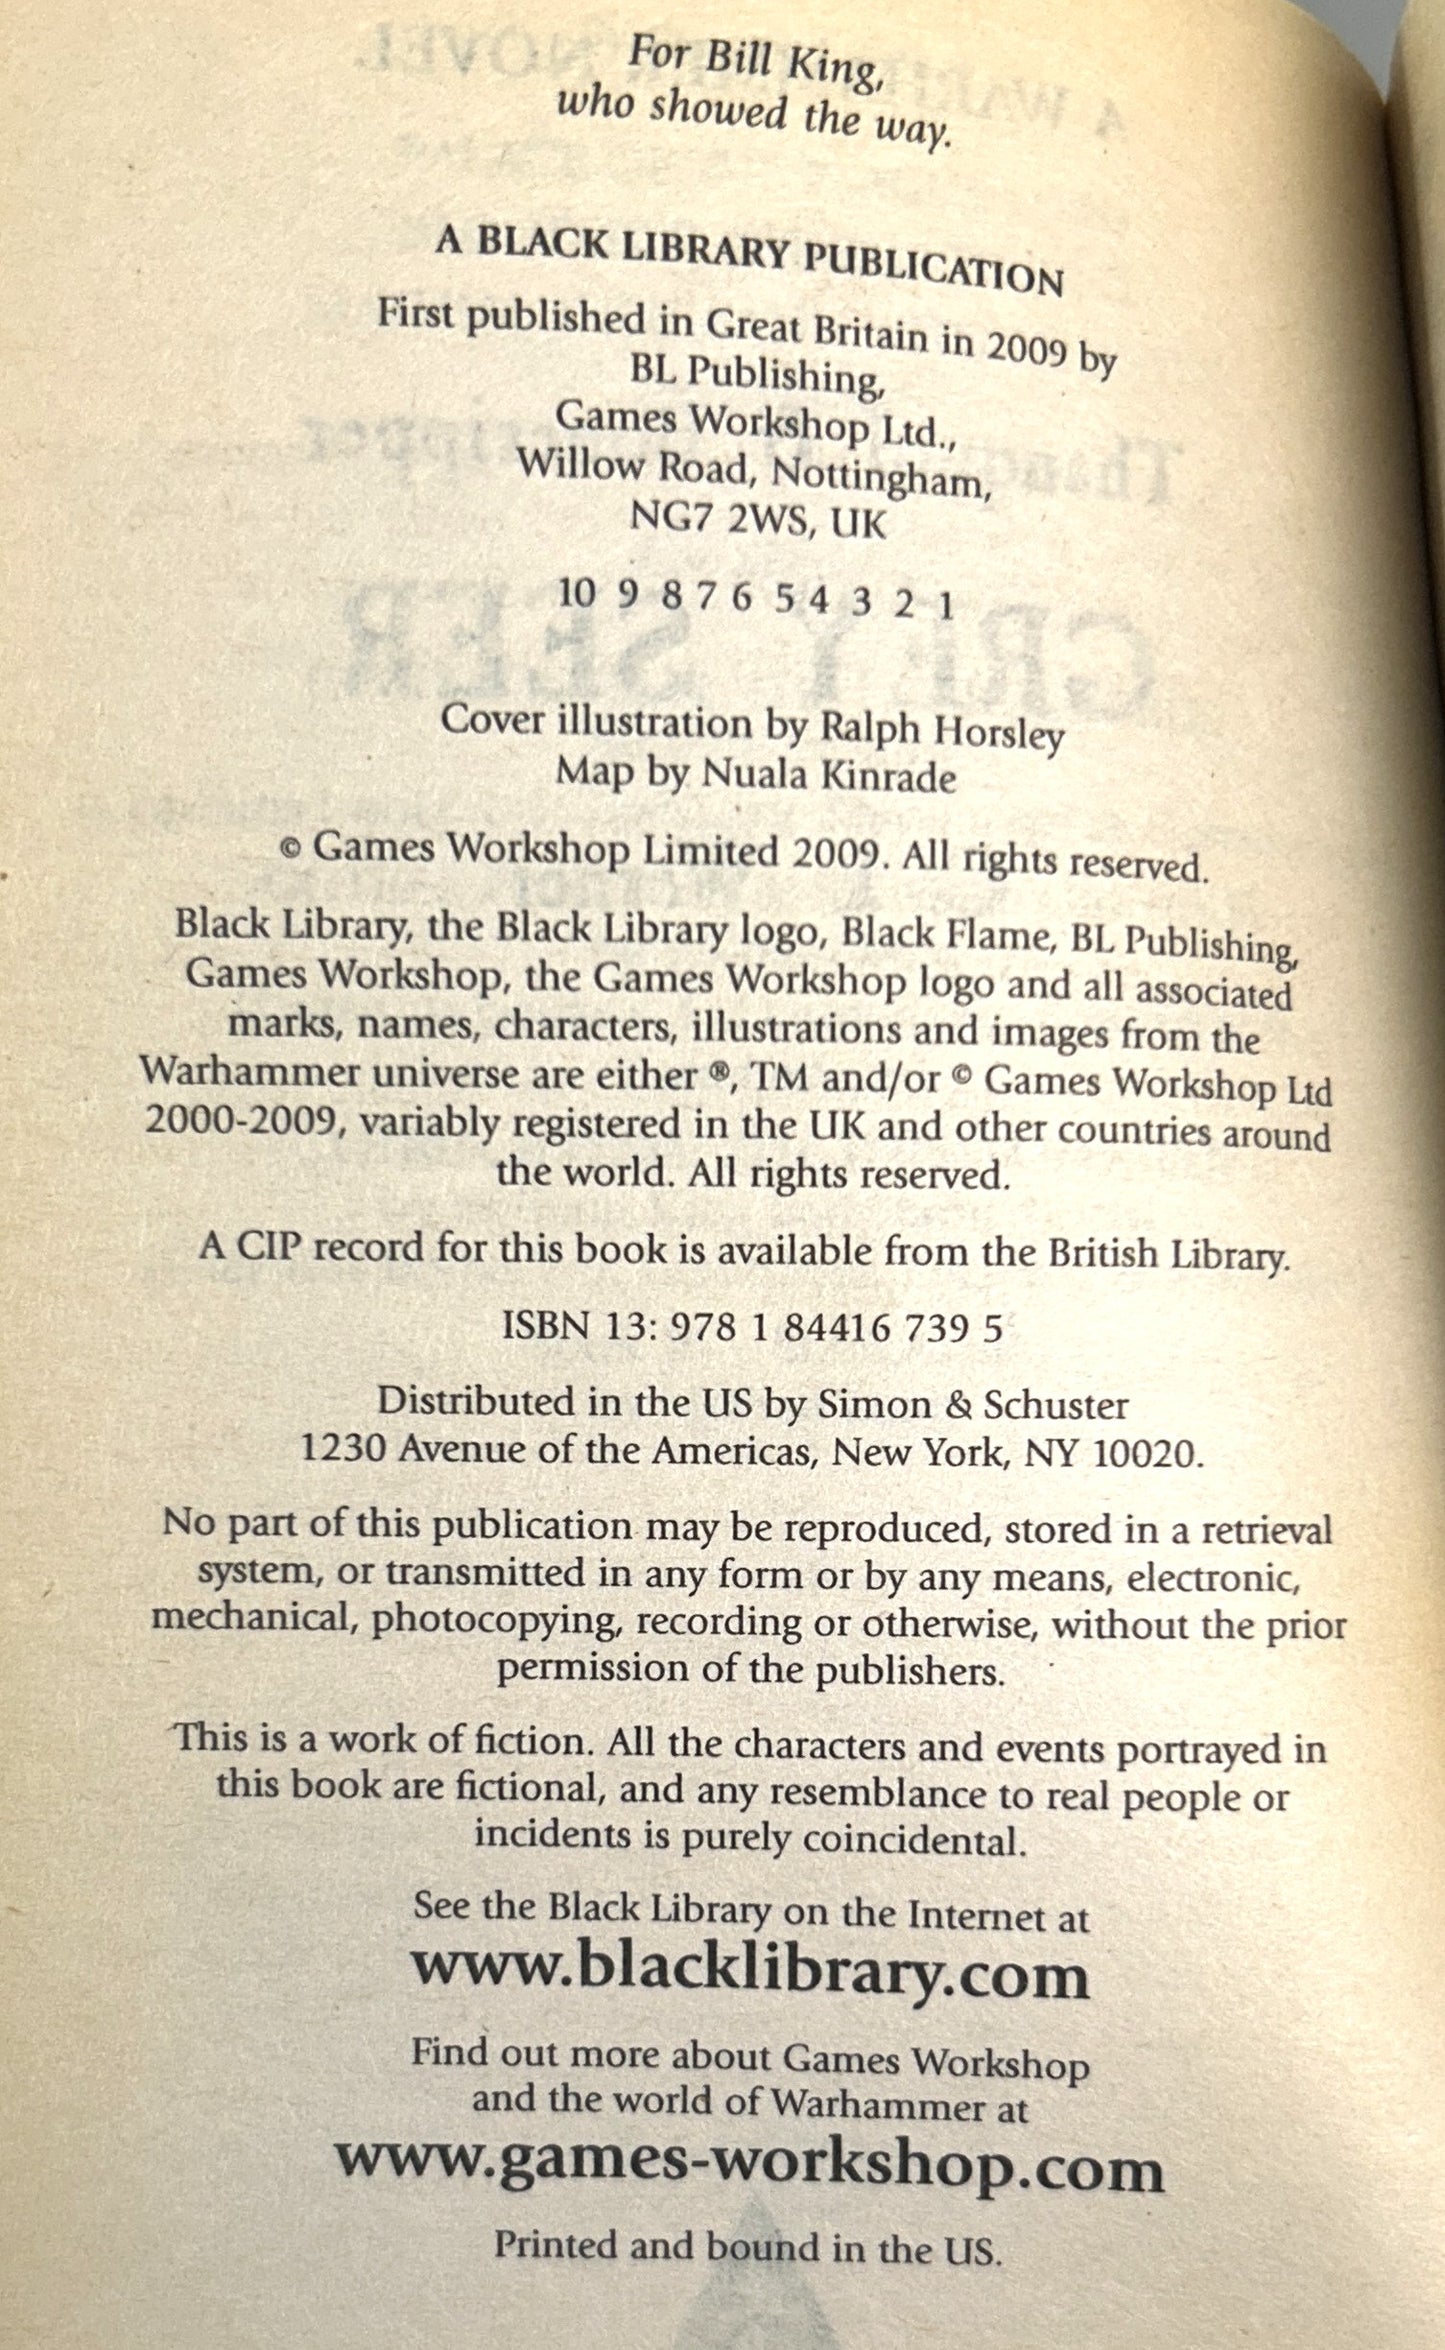 For Bill King,
who showed the way.
A BLACK LIBRARY PUBLICATION
First published in Great Britain in 2009 by
BL Publishing,
Games Workshop Ltd.,
Willow Road, Nottingham,
NG7 2WS, UK
10 9 8 7 6 5 4 3 2 1
Cover illustration by Ralph Horsley
Map by Nuala Kinrade
© Games Workshop Limited 2009. All rights reserved.
Black Library, the Black Library logo, Black Flame, BL Publishing,
Games Workshop, the Games Workshop logo and all associated
marks, names, characters, illustrations and images from the
Warhammer universe are either ®, TM and/or © Games Workshop Ltd
2000-2009, variably registered in the UK and other countries around
the world. All rights reserved.
A CIP record for this book is available from the British Library.
ISBN 13: 978 1 84416 739 5
Distributed in the US by Simon & Schuster
1230 Avenue of the Americas, New York, NY 10020.
No part of this publication may be reproduced, stored in a retrieval
system, or transmitted in any form or by any means, electronic,
mechanical, photocopying, recording or otherwise, without the prior
permission of the publishers.
This is a work of fiction. All the characters and events portrayed in
this book are fictional, and any resemblance to real people or
incidents is purely coincidental.
See the Black Library on the Internet at
www.blacklibrary.com
Find out more about Games Workshop
and the world of Warhammer at
www.games-workshop.com
Printed and bound in the US.